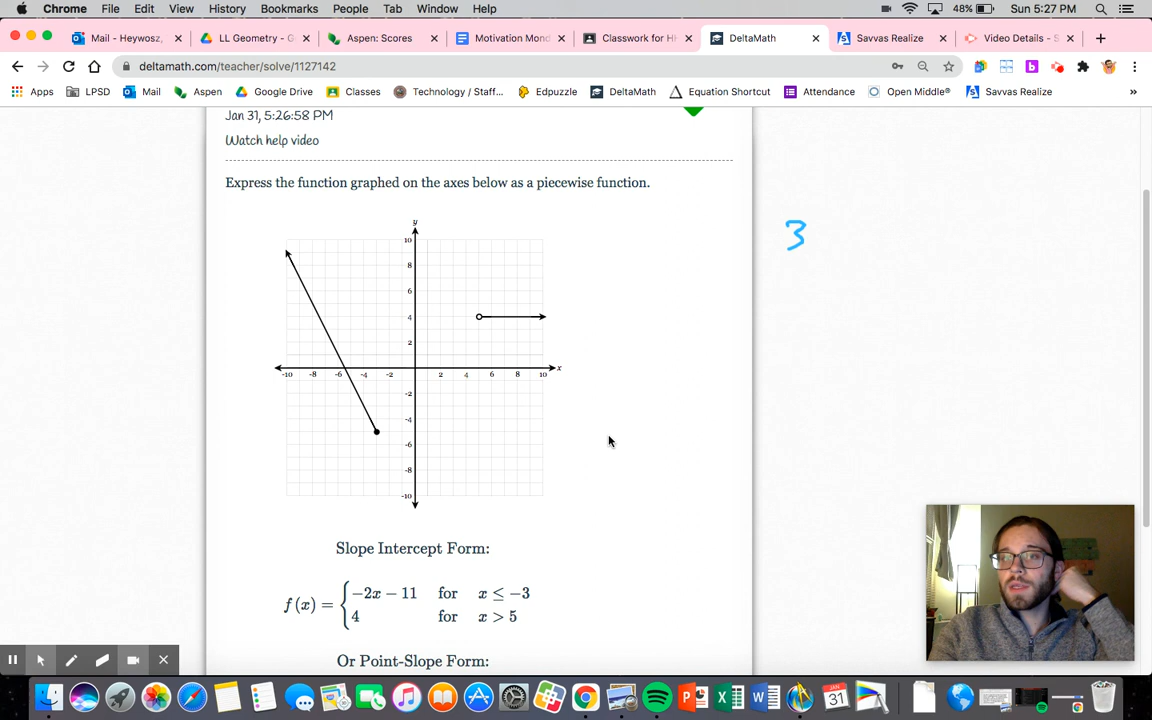 Chrome File Edit View History Bookmarks People Tab Window Help 48% Sun 5:27 PM
Mail - Heywosz, LL Geometry - G Aspen: Scores Motivation Mond Classwork for HH DeltaMath Savvas Realize Video Details - S
deltamath.com/teacher/solve/1127142
Apps LPSD Mail Aspen Google Drive Classes Technology / Staff... Edpuzzle DeltaMath Equation Shortcut Attendance Open Middle® Savvas Realize »
Jan 31, 5:26:58 PM
Watch help video
Express the function graphed on the axes below as a piecewise function.
3
y
10
8
6
4
2
-10 -8 -6 -4 -2 2 4 6 8 10 x
-2
-4
-6
-8
-10
Slope Intercept Form:
f(x) = { −2x − 11 for x ≤ −3
4 for x > 5
Or Point-Slope Form:
JAN
31